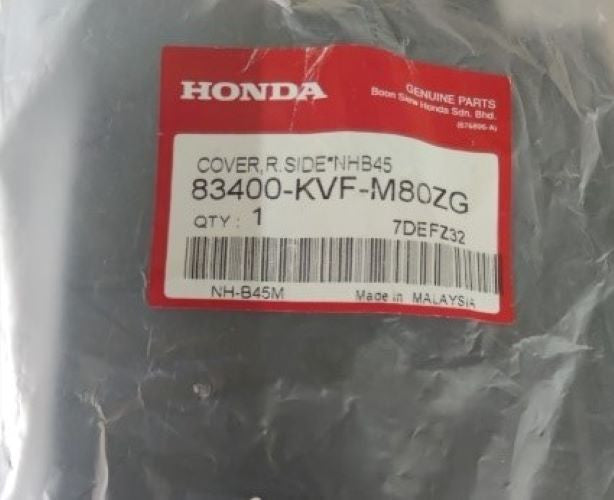 HONDA
GENUINE PARTS
Boon Siew Honda Sdn. Bhd.
(676896-A)
COVER,R.SIDE*NHB45
83400-KVF-M80ZG
QTY : 1
7DEFZ32
NH-B45M
Made in MALAYSIA